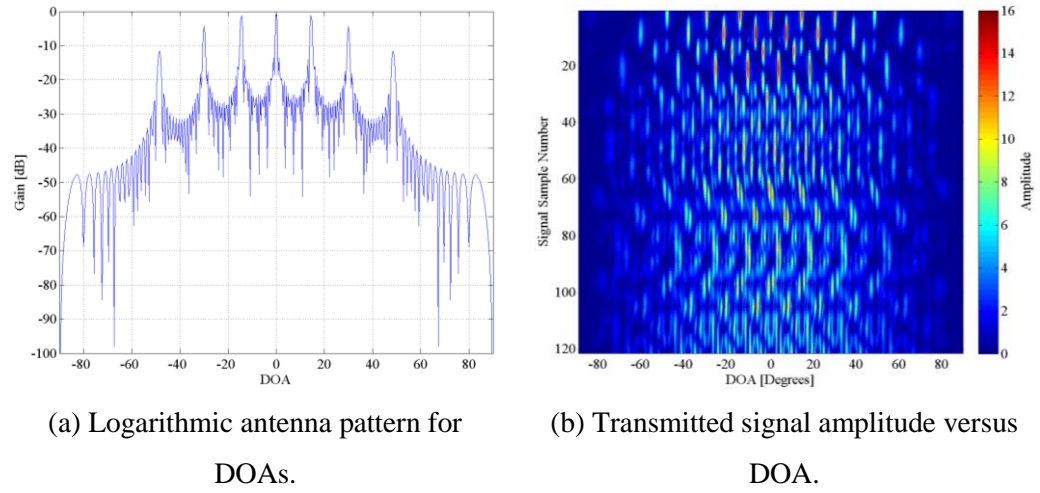 0
-10
-20
-30
-40
-50
-60
-70
-80
-90
-100
Gain [dB]
-80 -60 -40 -20 0 20 40 60 80
DOA
20
40
60
80
100
120
Signal Sample Number
-80 -60 -40 -20 0 20 40 60 80
DOA [Degrees]
16
14
12
10
8
6
4
2
0
Amplitude
(a) Logarithmic antenna pattern for
DOAs.
(b) Transmitted signal amplitude versus
DOA.